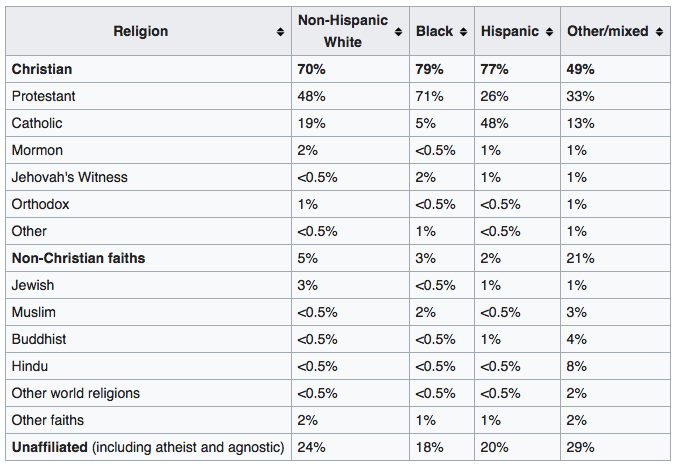 Religion Non-Hispanic White Black Hispanic Other/mixed
Christian 70% 79% 77% 49%
Protestant 48% 71% 26% 33%
Catholic 19% 5% 48% 13%
Mormon 2% <0.5% 1% 1%
Jehovah's Witness <0.5% 2% 1% 1%
Orthodox 1% <0.5% <0.5% 1%
Other <0.5% 1% <0.5% 1%
Non-Christian faiths 5% 3% 2% 21%
Jewish 3% <0.5% 1% 1%
Muslim <0.5% 2% <0.5% 3%
Buddhist <0.5% <0.5% 1% 4%
Hindu <0.5% <0.5% <0.5% 8%
Other world religions <0.5% <0.5% <0.5% 2%
Other faiths 2% 1% 1% 2%
Unaffiliated (including atheist and agnostic) 24% 18% 20% 29%